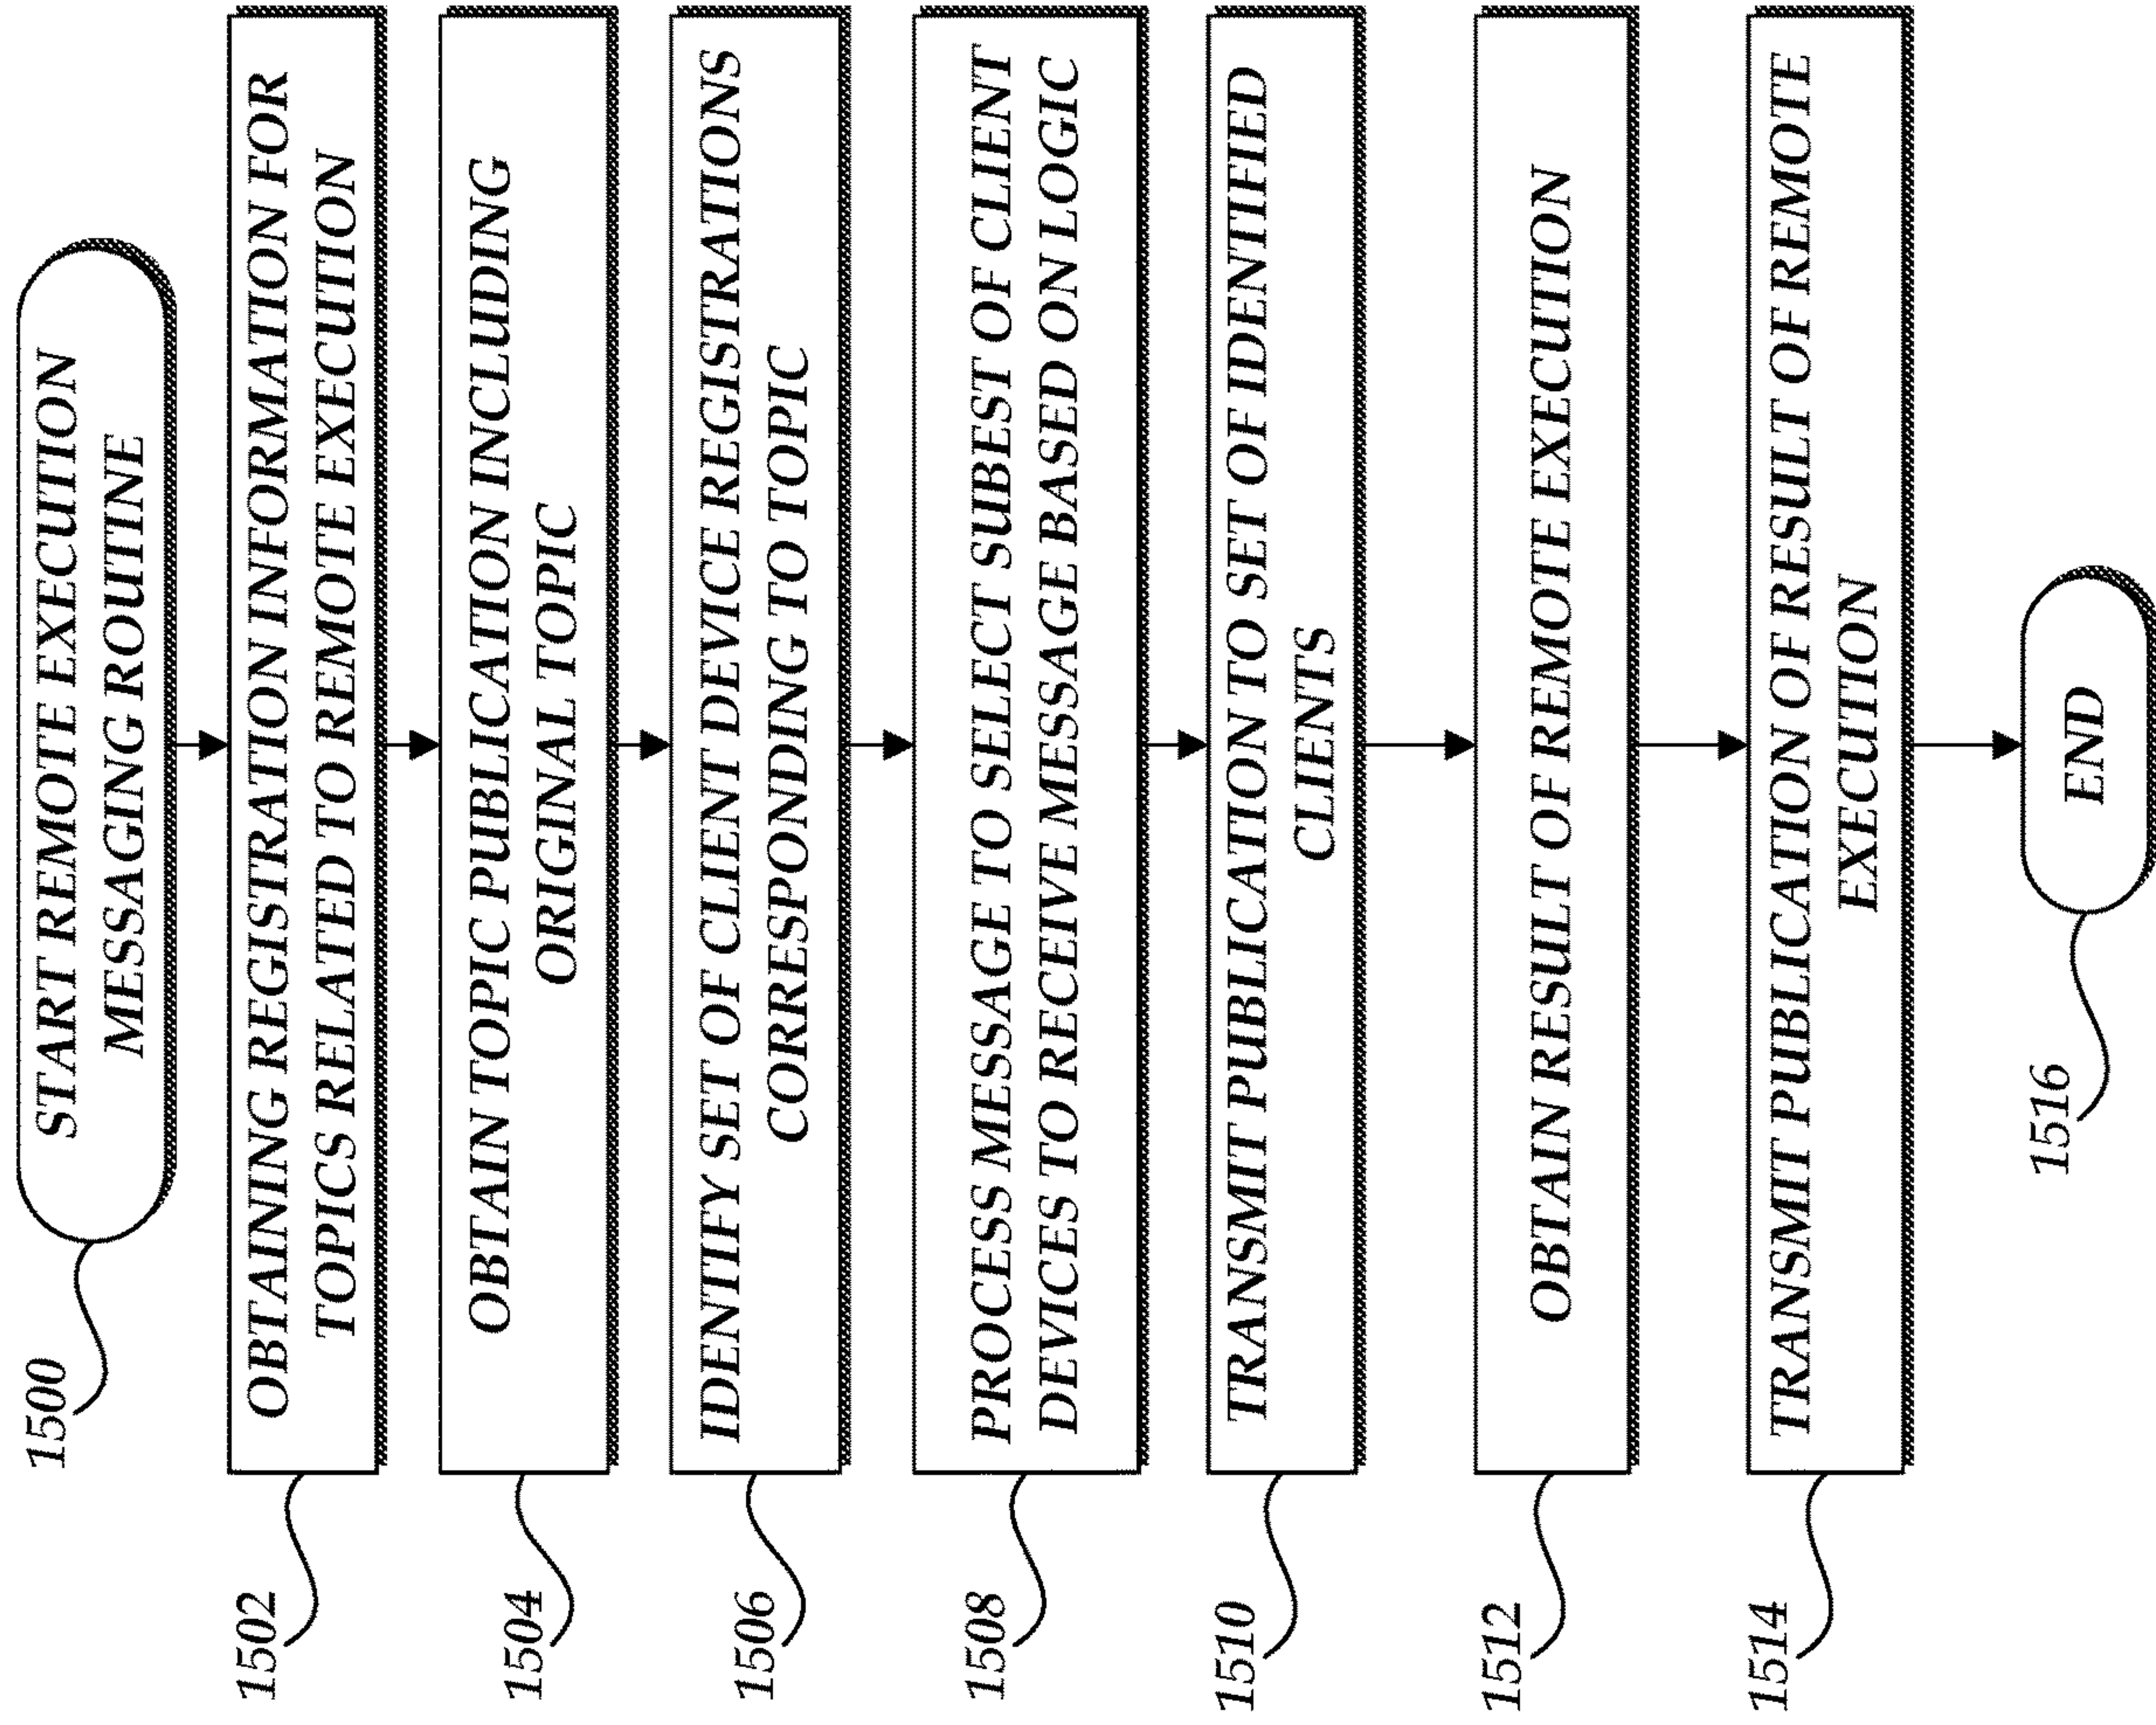 1500
START REMOTE EXECUTION
MESSAGING ROUTINE
1502
OBTAINING REGISTRATION INFORMATION FOR
TOPICS RELATED TO REMOTE EXECUTION
1504
OBTAIN TOPIC PUBLICATION INCLUDING
ORIGINAL TOPIC
1506
IDENTIFY SET OF CLIENT DEVICE REGISTRATIONS
CORRESPONDING TO TOPIC
1508
PROCESS MESSAGE TO SELECT SUBEST OF CLIENT
DEVICES TO RECEIVE MESSAGE BASED ON LOGIC
1510
TRANSMIT PUBLICATION TO SET OF IDENTIFIED
CLIENTS
1512
OBTAIN RESULT OF REMOTE EXECUTION
1514
TRANSMIT PUBLICATION OF RESULT OF REMOTE
EXECUTION
1516
END